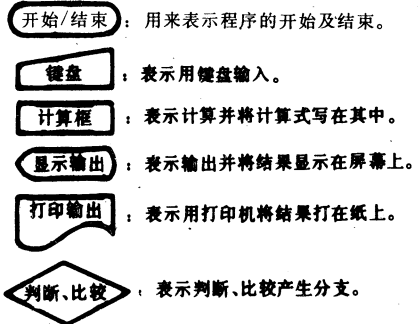 开始/结束：用来表示程序的开始及结束。
键盘：表示用键盘输入。
计算框：表示计算并将计算式写在其中。
显示输出：表示输出并将结果显示在屏幕上。
打印输出：表示用打印机将结果打在纸上。
判断、比较：表示判断、比较产生分支。